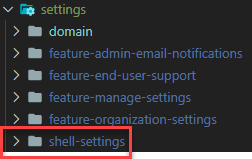 settings
domain
feature-admin-email-notifications
feature-end-user-support
feature-manage-settings
feature-organization-settings
shell-settings